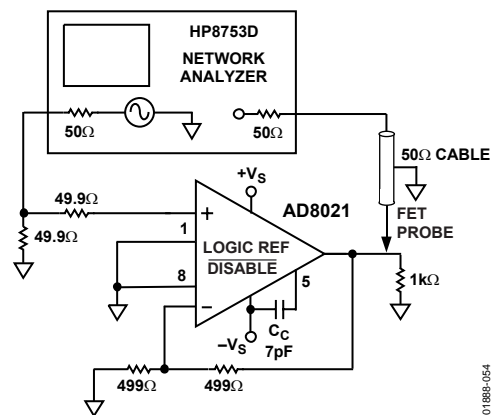 HP8753D
NETWORK
ANALYZER
50Ω
50Ω
50Ω CABLE
+VS
49.9Ω
AD8021
FET
PROBE
+
1
LOGIC REF
49.9Ω
DISABLE
8
5
1kΩ
–
CC
–VS
7pF
499Ω
499Ω
01888-054